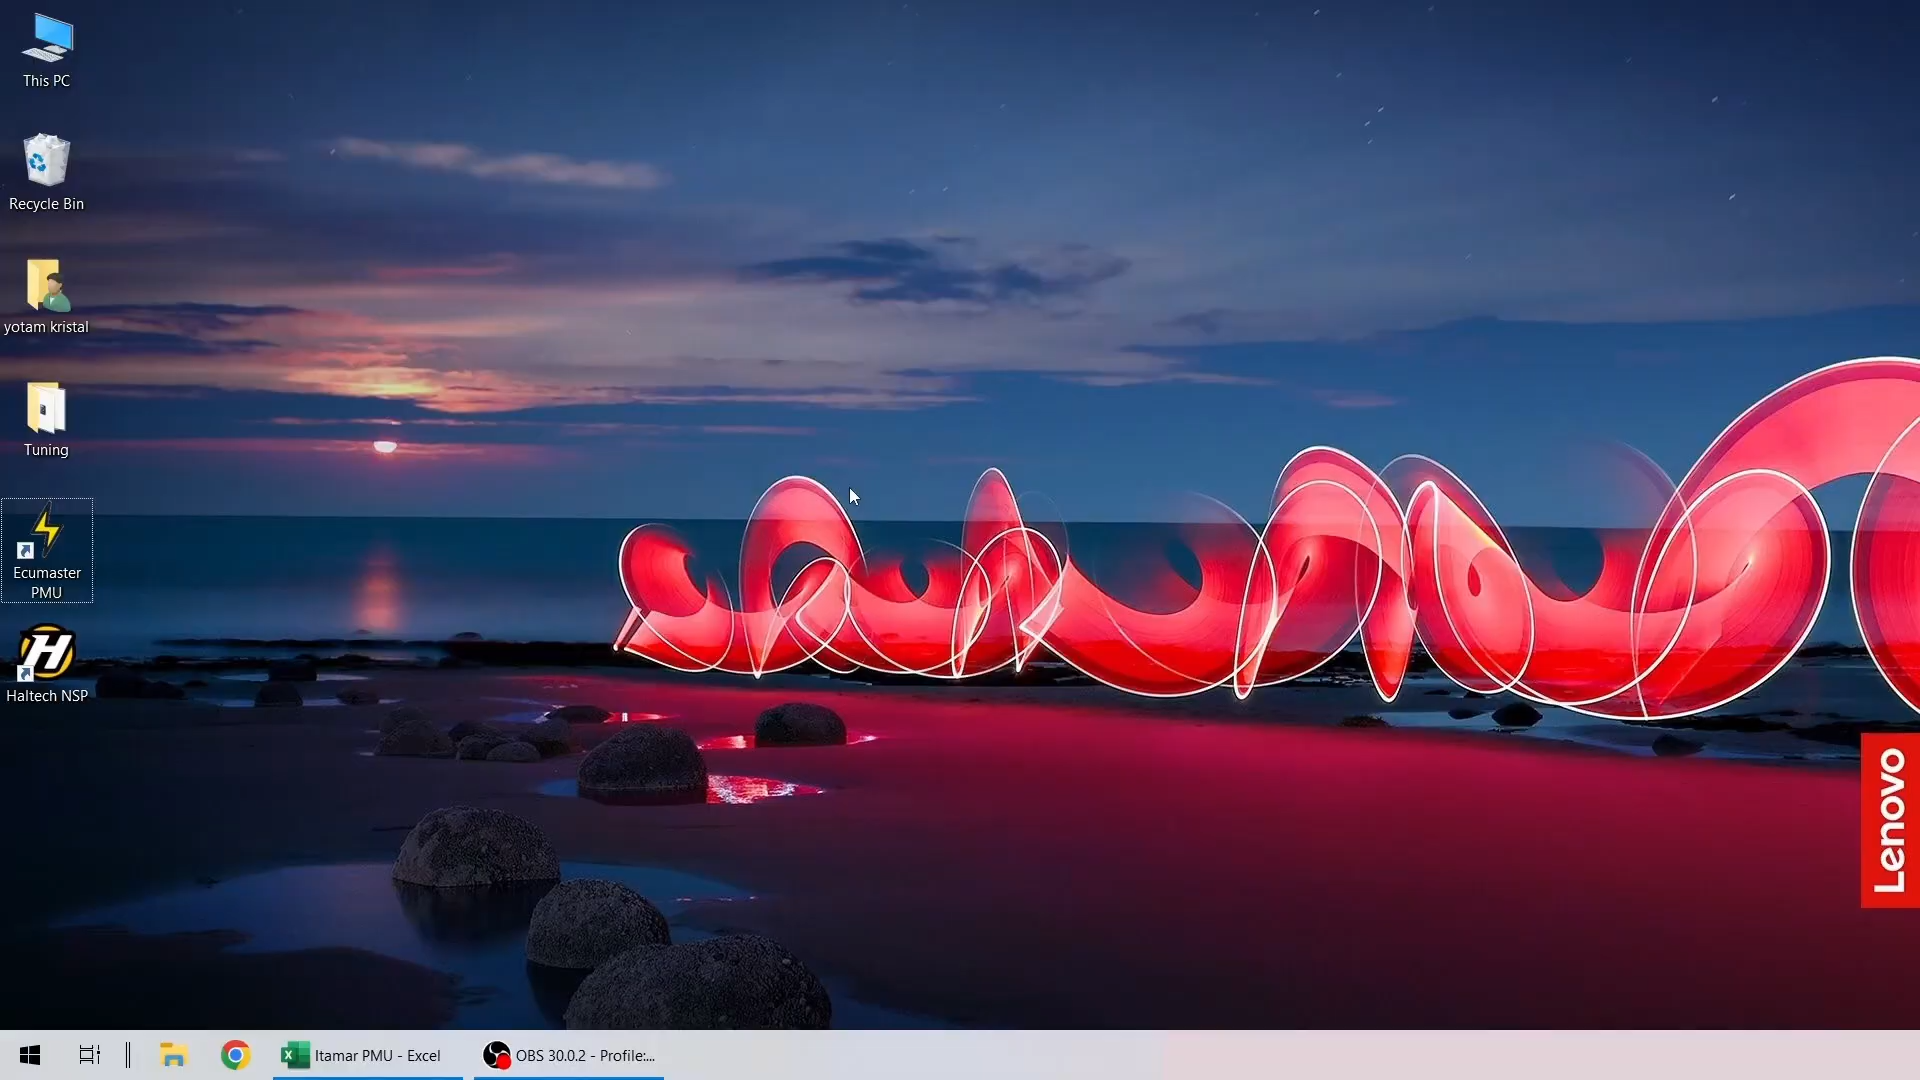 This PC
Recycle Bin
yotam kristal
Tuning
Ecumaster
PMU
Haltech NSP
Lenovo
Itamar PMU - Excel
OBS 30.0.2 - Profile:...